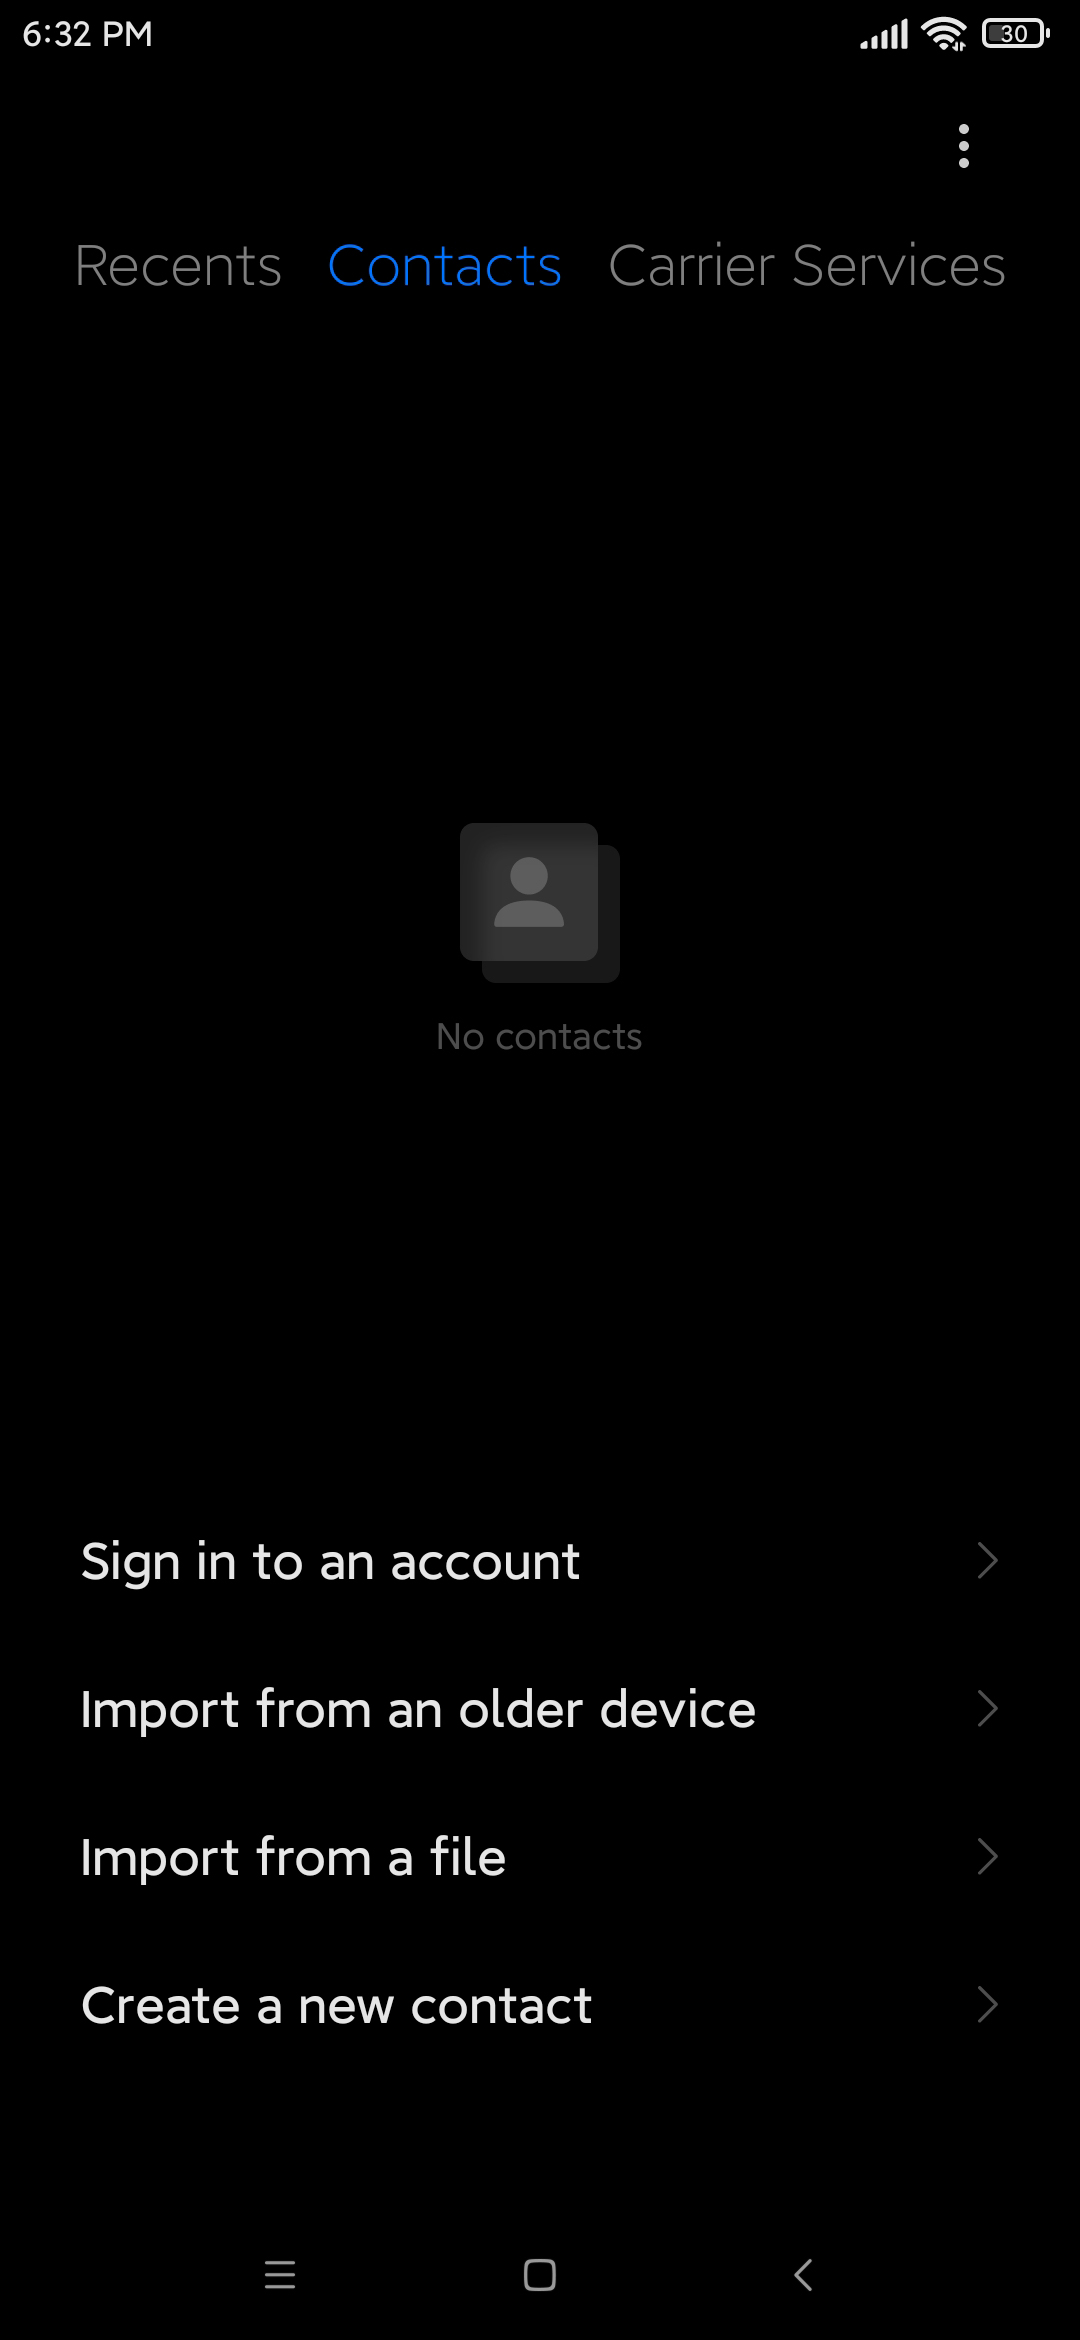 6:32 PM
30
Recents Contacts Carrier Services
No contacts
Sign in to an account
Import from an older device
Import from a file
Create a new contact